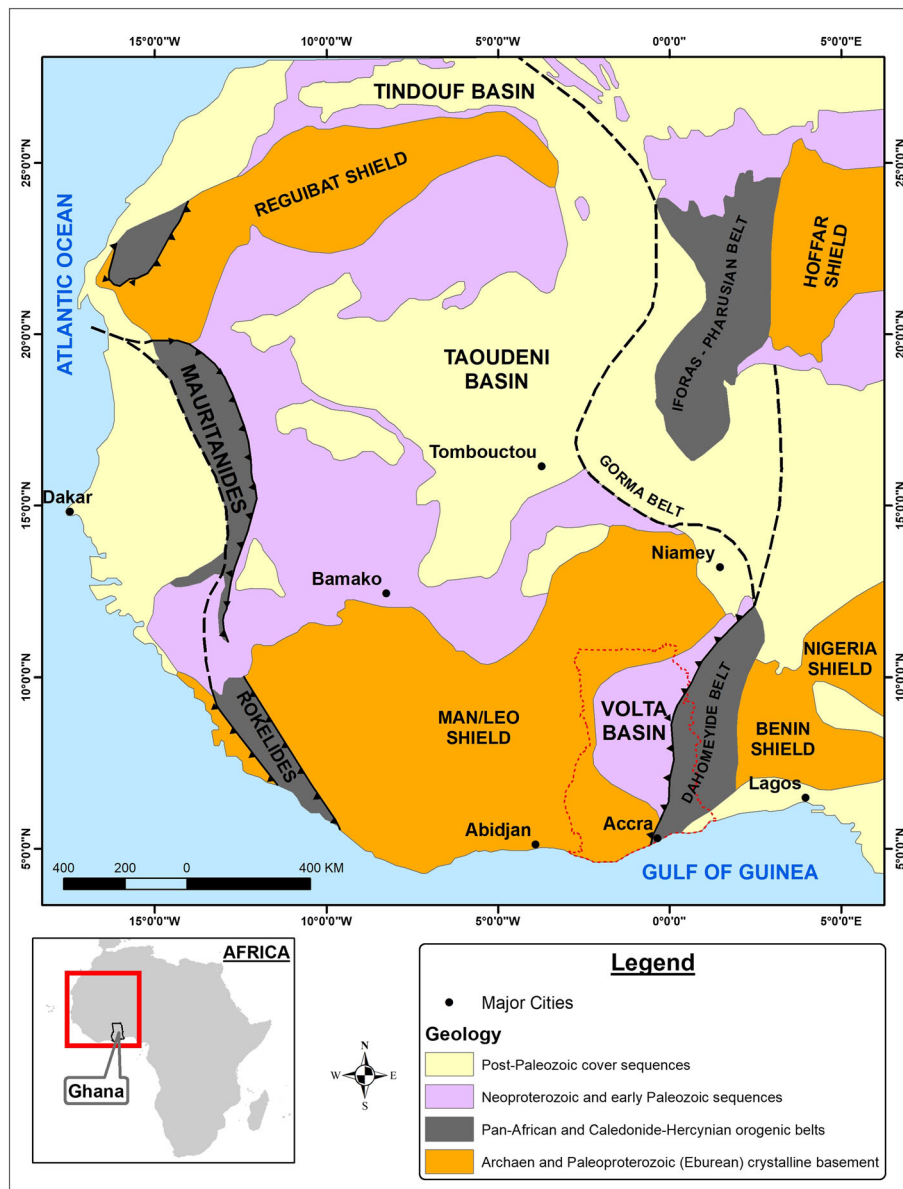 15°0'0"W
10°0'0"W
5°0'0"W
0°0'0"
5°0'0"E
25°0'0"N
20°0'0"N
15°0'0"N
10°0'0"N
5°0'0"N
25°0'0"N
20°0'0"N
15°0'0"N
10°0'0"N
5°0'0"N
TINDOUF BASIN
REGUIBAT SHIELD
ATLANTIC OCEAN
HOFFAR
SHIELD
IFORAS - PHARUSIAN BELT
TAOUDENI
BASIN
MAURITANIDES
Tombouctou
GORMA BELT
Dakar
Niamey
Bamako
NIGERIA
SHIELD
ROKELIDES
MAN/LEO
SHIELD
VOLTA
BASIN
DAHOMEYIDE BELT
BENIN
SHIELD
Lagos
Abidjan
Accra
GULF OF GUINEA
400 200 0 400 KM
15°0'0"W
10°0'0"W
5°0'0"W
0°0'0"
5°0'0"E
AFRICA
Ghana
N
W E
S
Legend
Major Cities
Geology
Post-Paleozoic cover sequences
Neoproterozoic and early Paleozoic sequences
Pan-African and Caledonide-Hercynian orogenic belts
Archaen and Paleoproterozoic (Eburean) crystalline basement